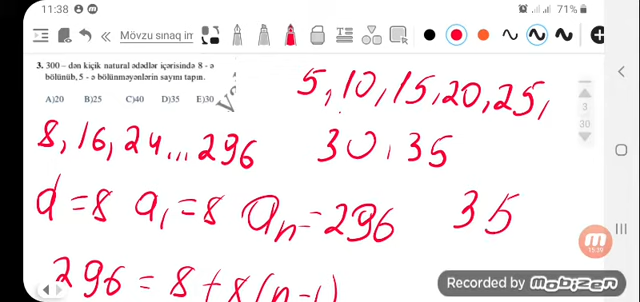 11:38
71%
Mövzu sınaq im
3. 300 – dən kiçik natural ədədlər içərisində 8 - ə
bölünüb, 5 - ə bölünməyənlərin sayını tapın.
A)20 B)25 C)40 D)35 E)30
5, 10, 15, 20, 25,
30, 35
8, 16, 24 ... 296
d = 8 a₁ = 8 aₙ = 296 35
296 = 8 + 8(n-1)
3
30
Recorded by mobizen